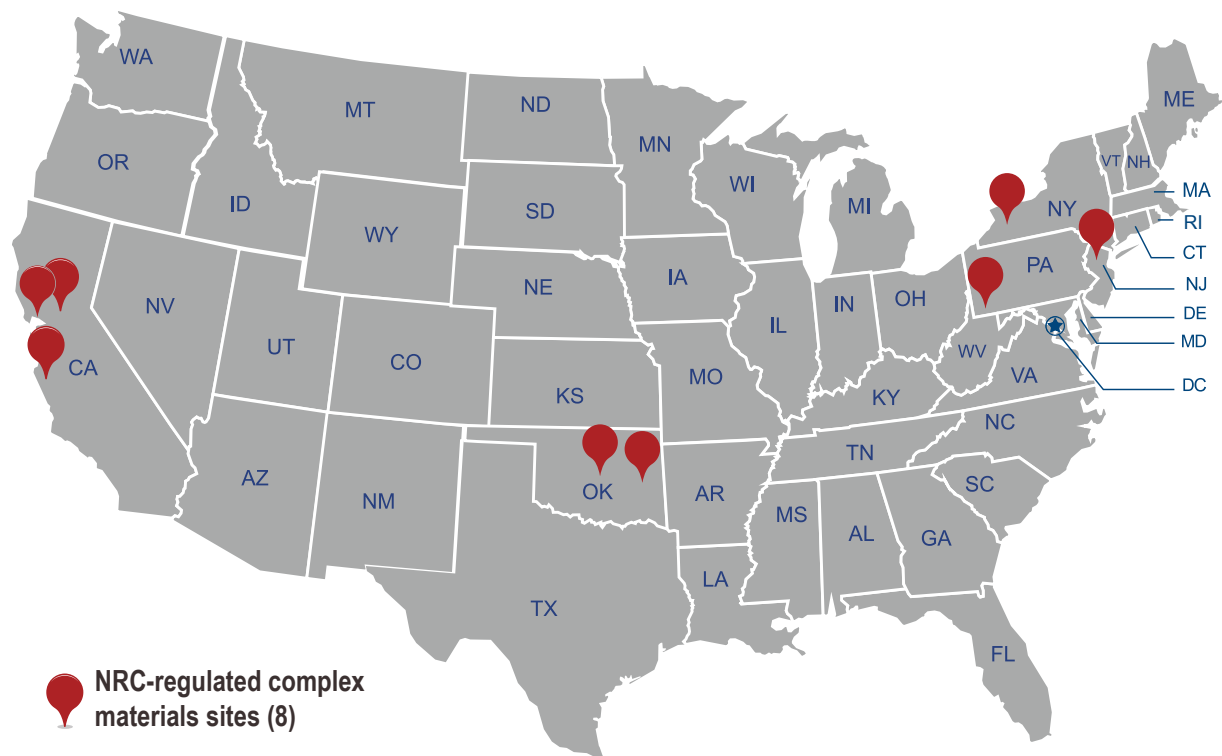 WA
MT
ND
MN
ME
OR
ID
SD
WI
MI
VT
NH
NY
MA
RI
CT
WY
NE
IA
PA
NJ
NV
UT
CO
IL
IN
OH
DE
MD
DC
CA
KS
MO
WV
VA
KY
NC
AZ
NM
OK
AR
TN
SC
MS
AL
GA
TX
LA
FL
NRC-regulated complex
materials sites (8)